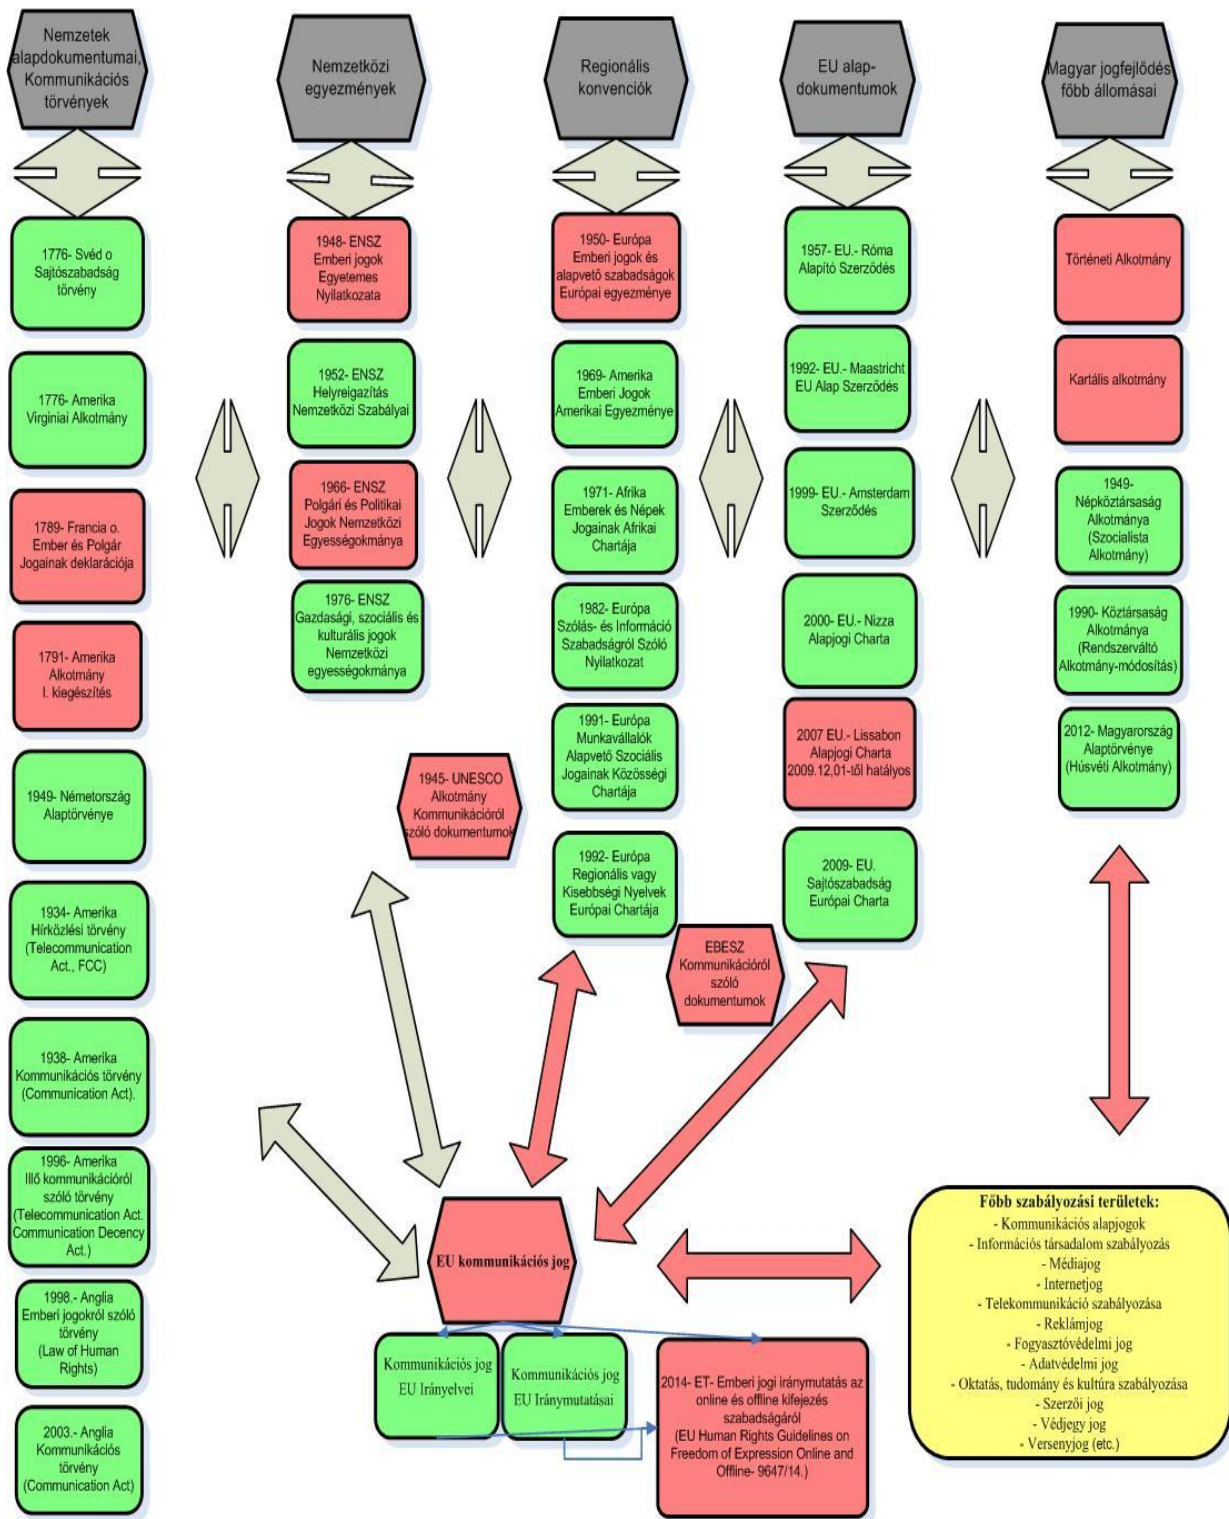 Nemzetek
alapdokumentumai,
Kommunikációs
törvények
Nemzetközi
egyezmények
Regionális
konvenciók
EU alap-
dokumentumok
Magyar jogfejlődés
főbb állomásai
1776- Svéd o
Sajtószabadság
törvény
1776- Amerika
Virginiai Alkotmány
1789- Francia o.
Ember és Polgár
Jogainak deklarációja
1791- Amerika
Alkotmány
I. kiegészítés
1949- Németország
Alaptörvénye
1934- Amerika
Hírközlési törvény
(Telecommunication
Act., FCC)
1938- Amerika
Kommunikációs törvény
(Communication Act).
1996- Amerika
Illő kommunikációról
szóló törvény
(Telecommunication Act.
Communication Decency
Act.)
1998.- Anglia
Emberi jogokról szóló
törvény
(Law of Human
Rights)
2003.- Anglia
Kommunikációs
törvény
(Communication Act)
1948- ENSZ
Emberi jogok
Egyetemes
Nyilatkozata
1952- ENSZ
Helyreigazítás
Nemzetközi Szabályai
1966- ENSZ
Polgári és Politikai
Jogok Nemzetközi
Egyességokmánya
1976- ENSZ
Gazdasági, szociális és
kulturális jogok
Nemzetközi
egyességokmánya
1945- UNESCO
Alkotmány
Kommunikációról
szóló dokumentumok
1950- Európa
Emberi jogok és
alapvető szabadságok
Európai egyezménye
1969- Amerika
Emberi Jogok
Amerikai Egyezménye
1971- Afrika
Emberek és Népek
Jogainak Afrikai
Chartája
1982- Európa
Szólás- és Információ
Szabadságról Szóló
Nyilatkozat
1991- Európa
Munkavállalók
Alapvető Szociális
Jogainak Közösségi
Chartája
1992- Európa
Regionális vagy
Kisebbségi Nyelvek
Európai Chartája
EBESZ
Kommunikációról
szóló
dokumentumok
1957- EU.- Róma
Alapító Szerződés
1992- EU.- Maastricht
EU Alap Szerződés
1999- EU.- Amsterdam
Szerződés
2000- EU.- Nizza
Alapjogi Charta
2007 EU.- Lissabon
Alapjogi Charta
2009.12,01-től hatályos
2009- EU.
Sajtószabadság
Európai Charta
Történeti Alkotmány
Kartális alkotmány
1949-
Népköztársaság
Alkotmánya
(Szocialista
Alkotmány)
1990- Köztársaság
Alkotmánya
(Rendszerváltó
Alkotmány-módosítás)
2012- Magyarország
Alaptörvénye
(Húsvéti Alkotmány)
EU kommunikációs jog
Kommunikációs jog
EU Irányelvei
Kommunikációs jog
EU Iránymutatásai
2014- ET- Emberi jogi iránymutatás az
online és offline kifejezés
szabadságáról
(EU Human Rights Guidelines on
Freedom of Expression Online and
Offline- 9647/14.)
Főbb szabályozási területek:
- Kommunikációs alapjogok
- Információs társadalom szabályozás
- Médiajog
- Internetjog
- Telekommunikáció szabályozása
- Reklámjog
- Fogyasztóvédelmi jog
- Adatvédelmi jog
- Oktatás, tudomány és kultúra szabályozása
- Szerzői jog
- Védjegy jog
- Versenyjog (etc.)